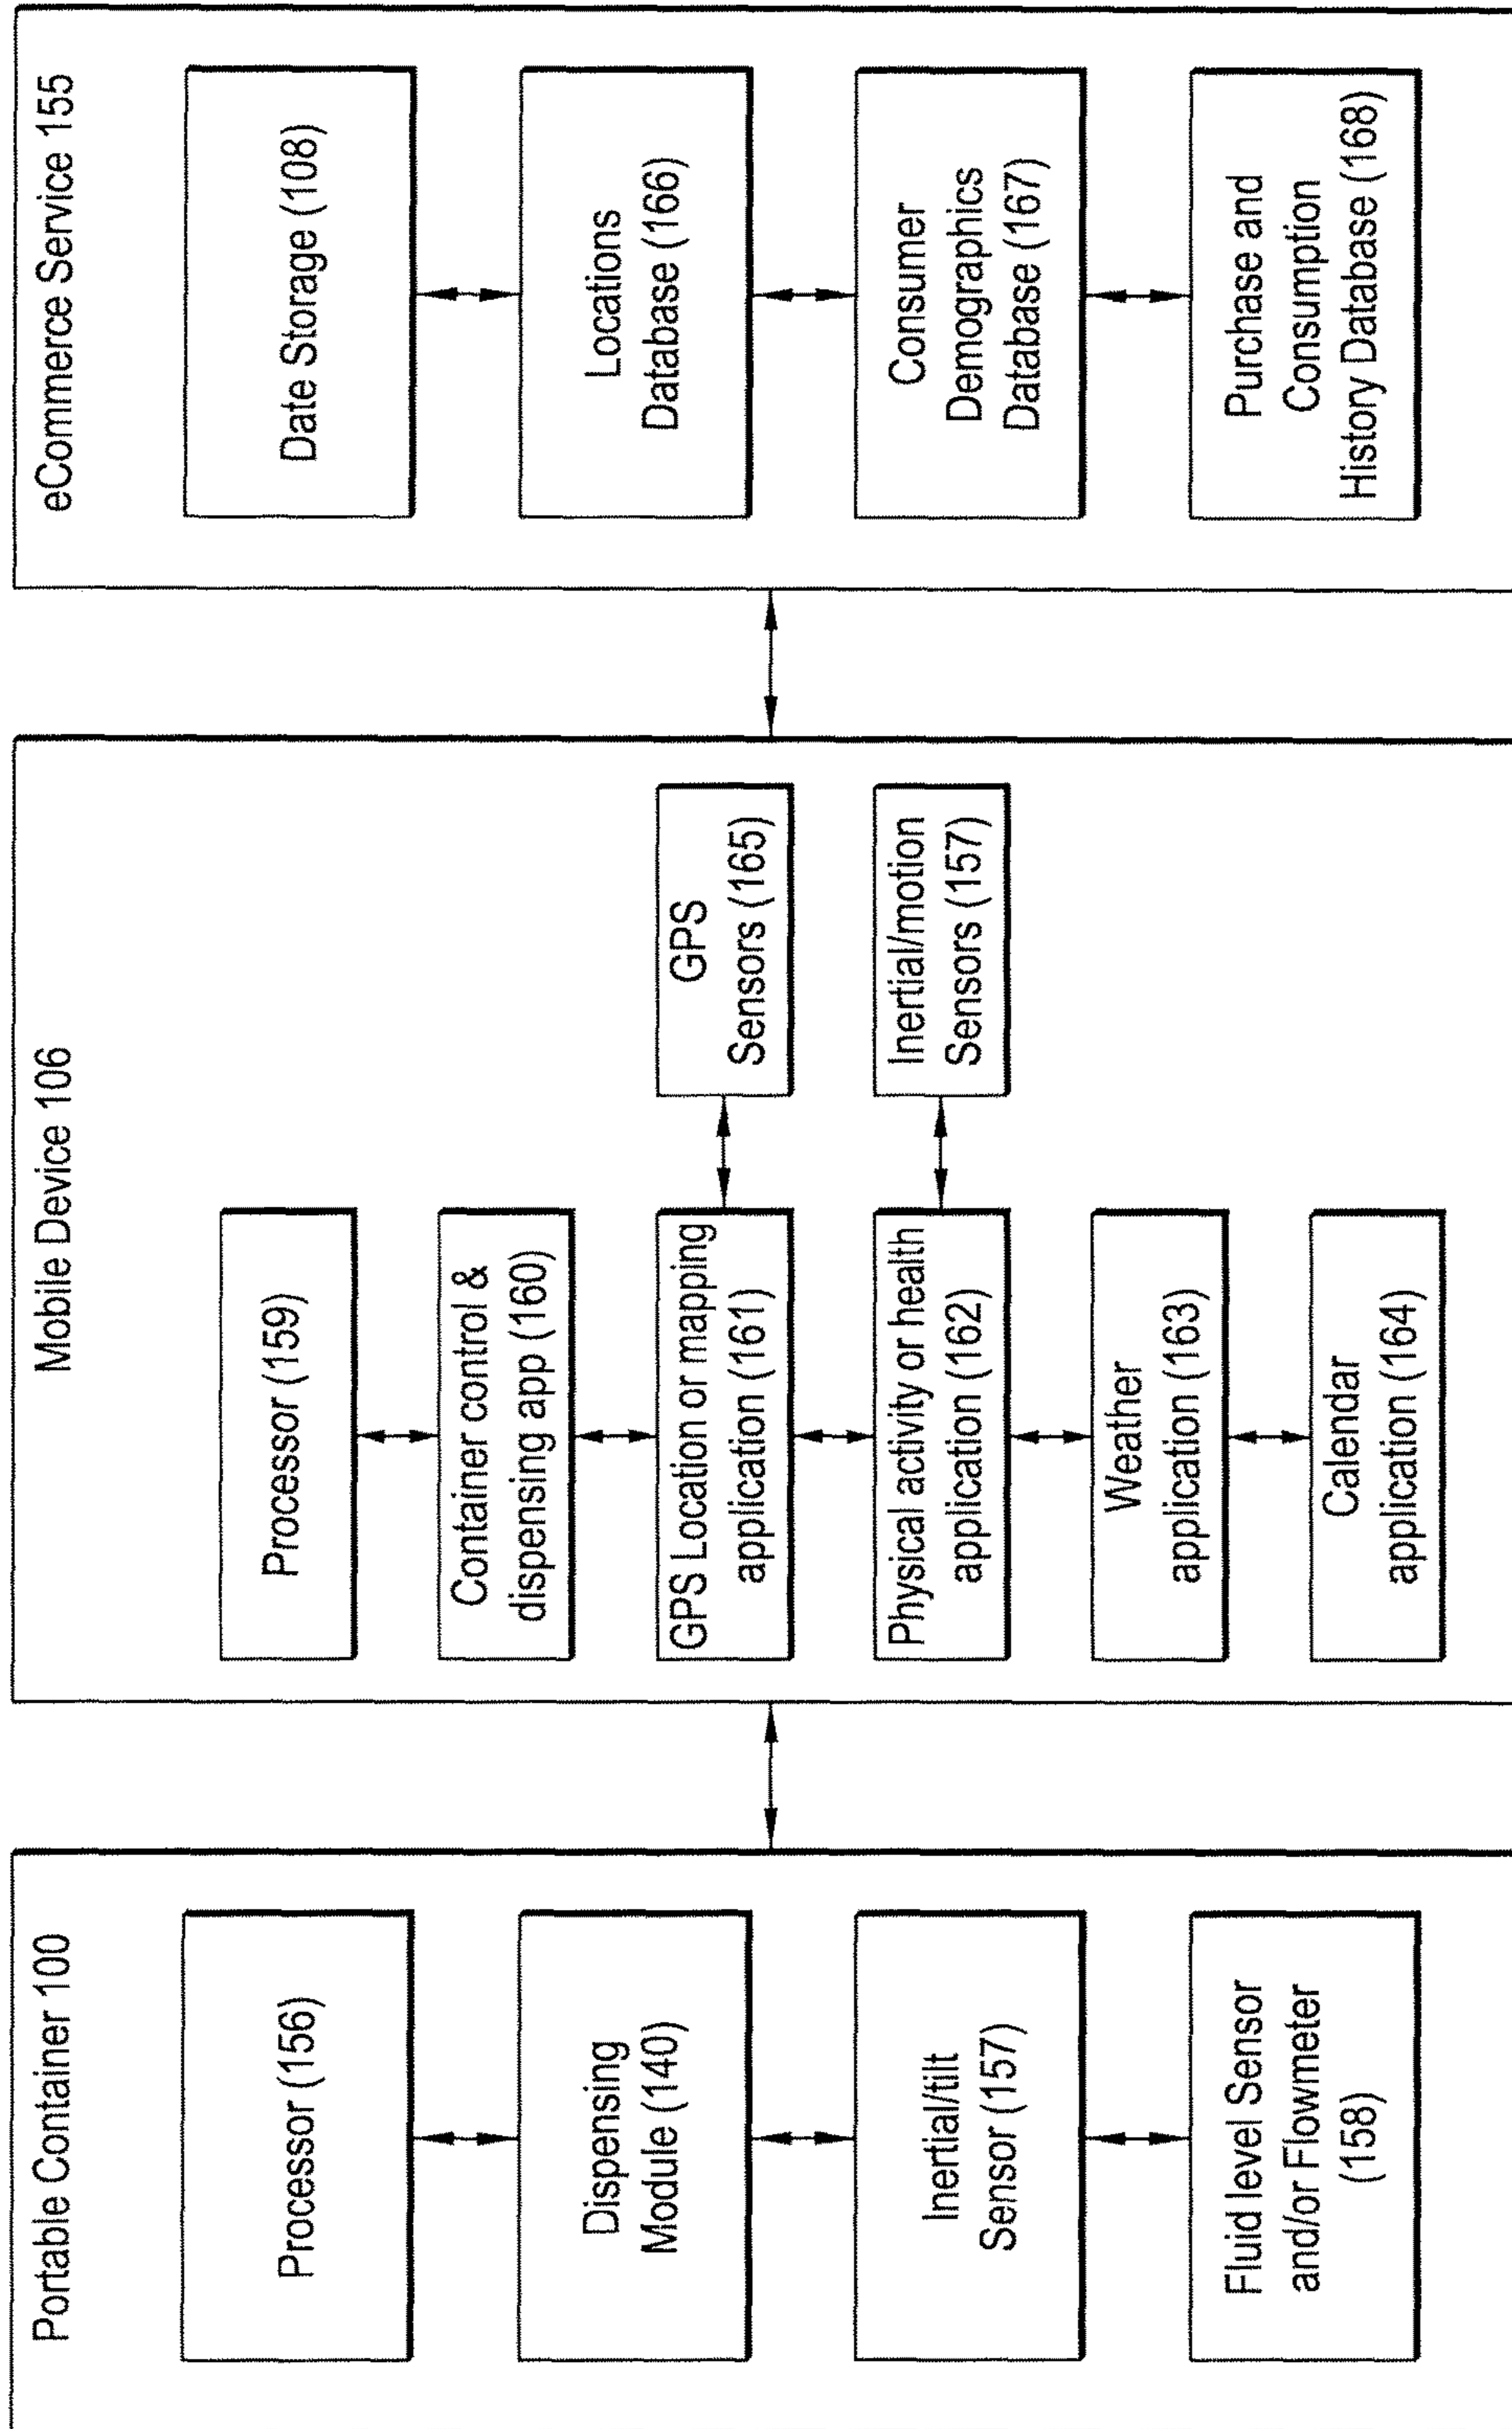 Portable Container 100
Processor (156)
Dispensing
Module (140)
Inertial/tilt
Sensor (157)
Fluid level Sensor
and/or Flowmeter
(158)
Mobile Device 106
Processor (159)
Container control &
dispensing app (160)
GPS Location or mapping
application (161)
Physical activity or health
application (162)
Weather
application (163)
Calendar
application (164)
GPS
Sensors (165)
Inertial/motion
Sensors (157)
eCommerce Service 155
Date Storage (108)
Locations
Database (166)
Consumer
Demographics
Database (167)
Purchase and
Consumption
History Database (168)